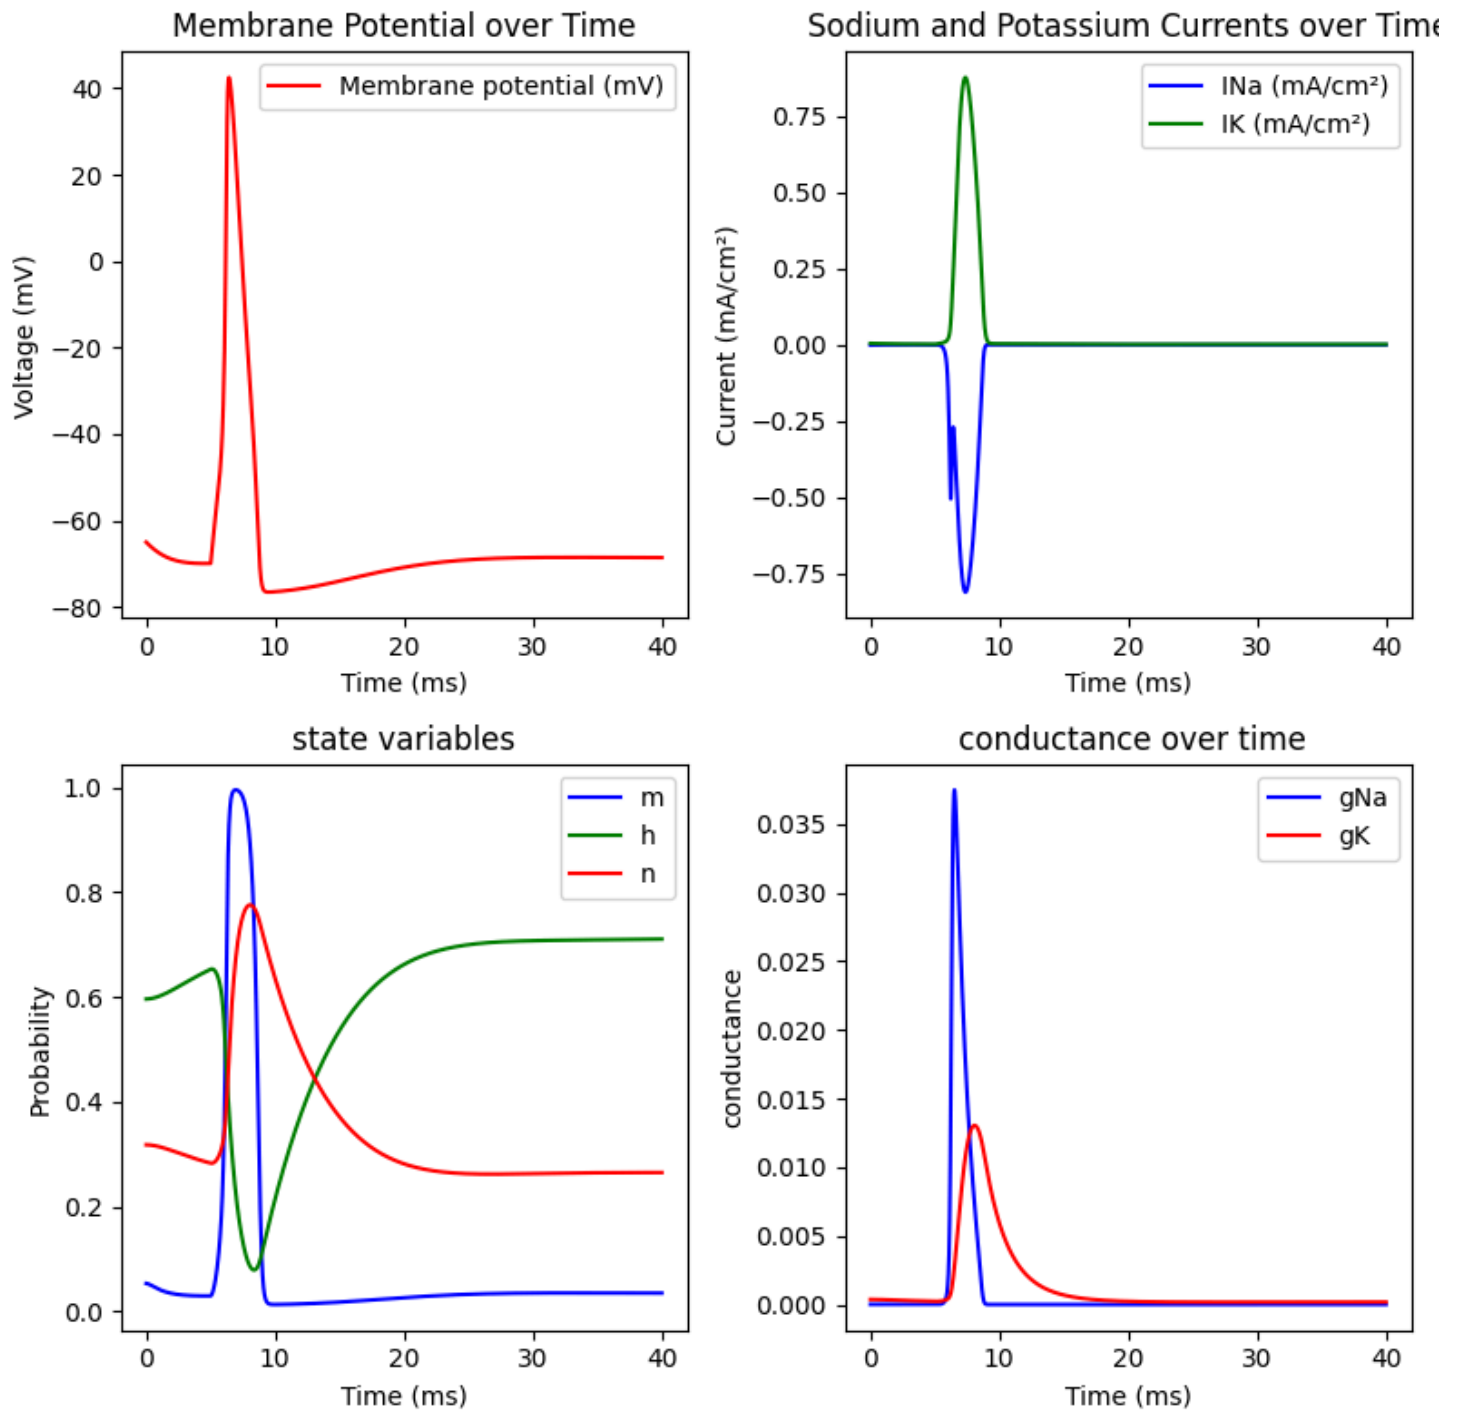 Membrane Potential over Time
Membrane potential (mV)
Voltage (mV)
40
20
0
−20
−40
−60
−80
0 10 20 30 40
Time (ms)
Sodium and Potassium Currents over Time
INa (mA/cm²)
IK (mA/cm²)
Current (mA/cm²)
0.75
0.50
0.25
0.00
−0.25
−0.50
−0.75
0 10 20 30 40
Time (ms)
state variables
m
h
n
Probability
1.0
0.8
0.6
0.4
0.2
0.0
0 10 20 30 40
Time (ms)
conductance over time
gNa
gK
conductance
0.035
0.030
0.025
0.020
0.015
0.010
0.005
0.000
0 10 20 30 40
Time (ms)